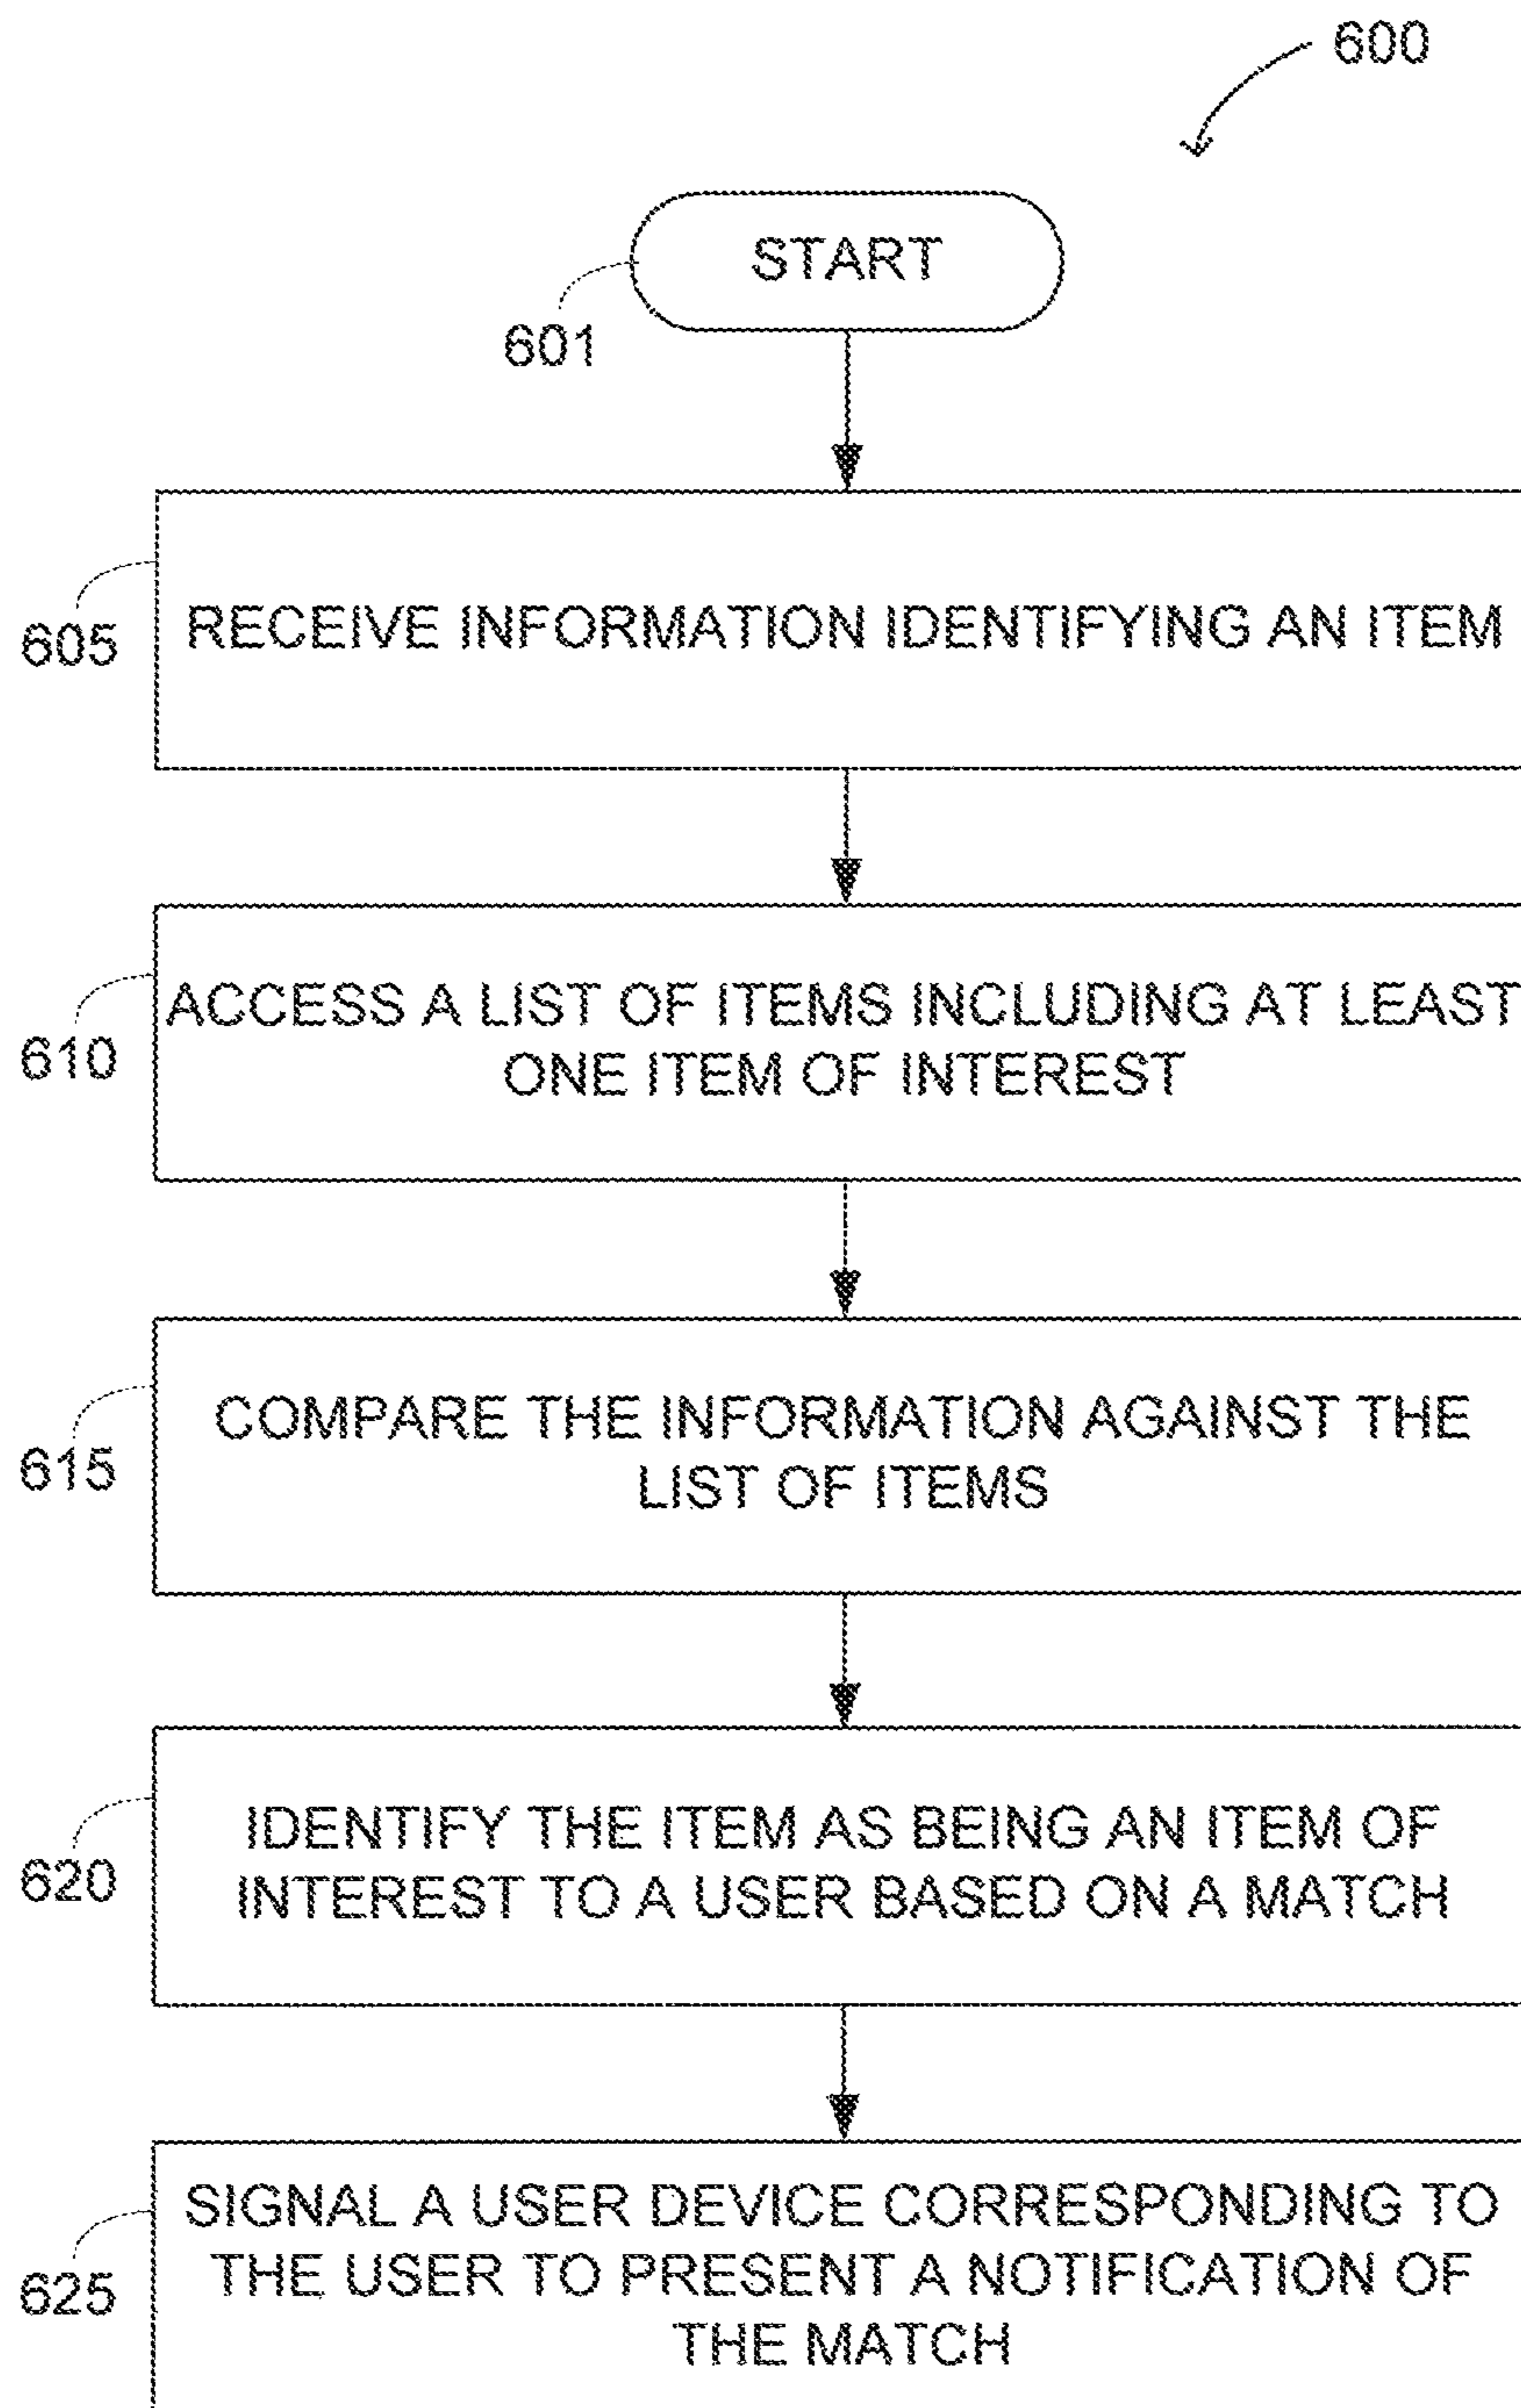 600
START
601
RECEIVE INFORMATION IDENTIFYING AN ITEM
605
ACCESS A LIST OF ITEMS INCLUDING AT LEAST
ONE ITEM OF INTEREST
610
COMPARE THE INFORMATION AGAINST THE
LIST OF ITEMS
615
IDENTIFY THE ITEM AS BEING AN ITEM OF
INTEREST TO A USER BASED ON A MATCH
620
SIGNAL A USER DEVICE CORRESPONDING TO
THE USER TO PRESENT A NOTIFICATION OF
THE MATCH
625